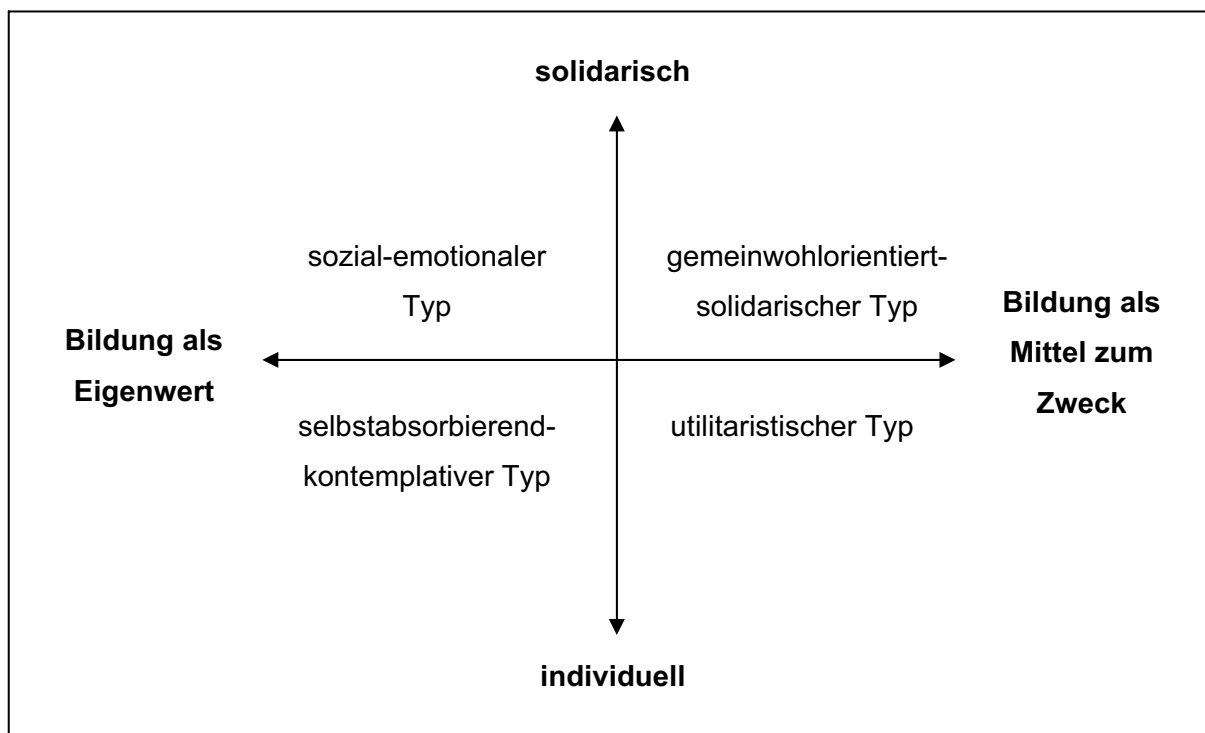 solidarisch
sozial-emotionaler
Typ
gemeinwohlorientiert-
solidarischer Typ
Bildung als
Eigenwert
Bildung als
Mittel zum
Zweck
selbstabsorbierend-
kontemplativer Typ
utilitaristischer Typ
individuell